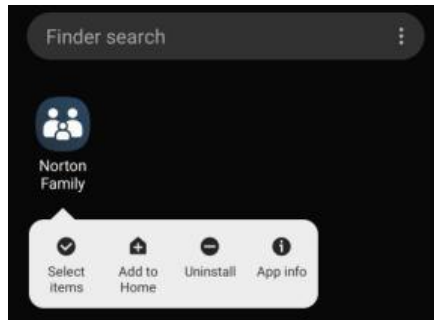 Finder search
Norton
Family
Select
items
Add to
Home
Uninstall
App info